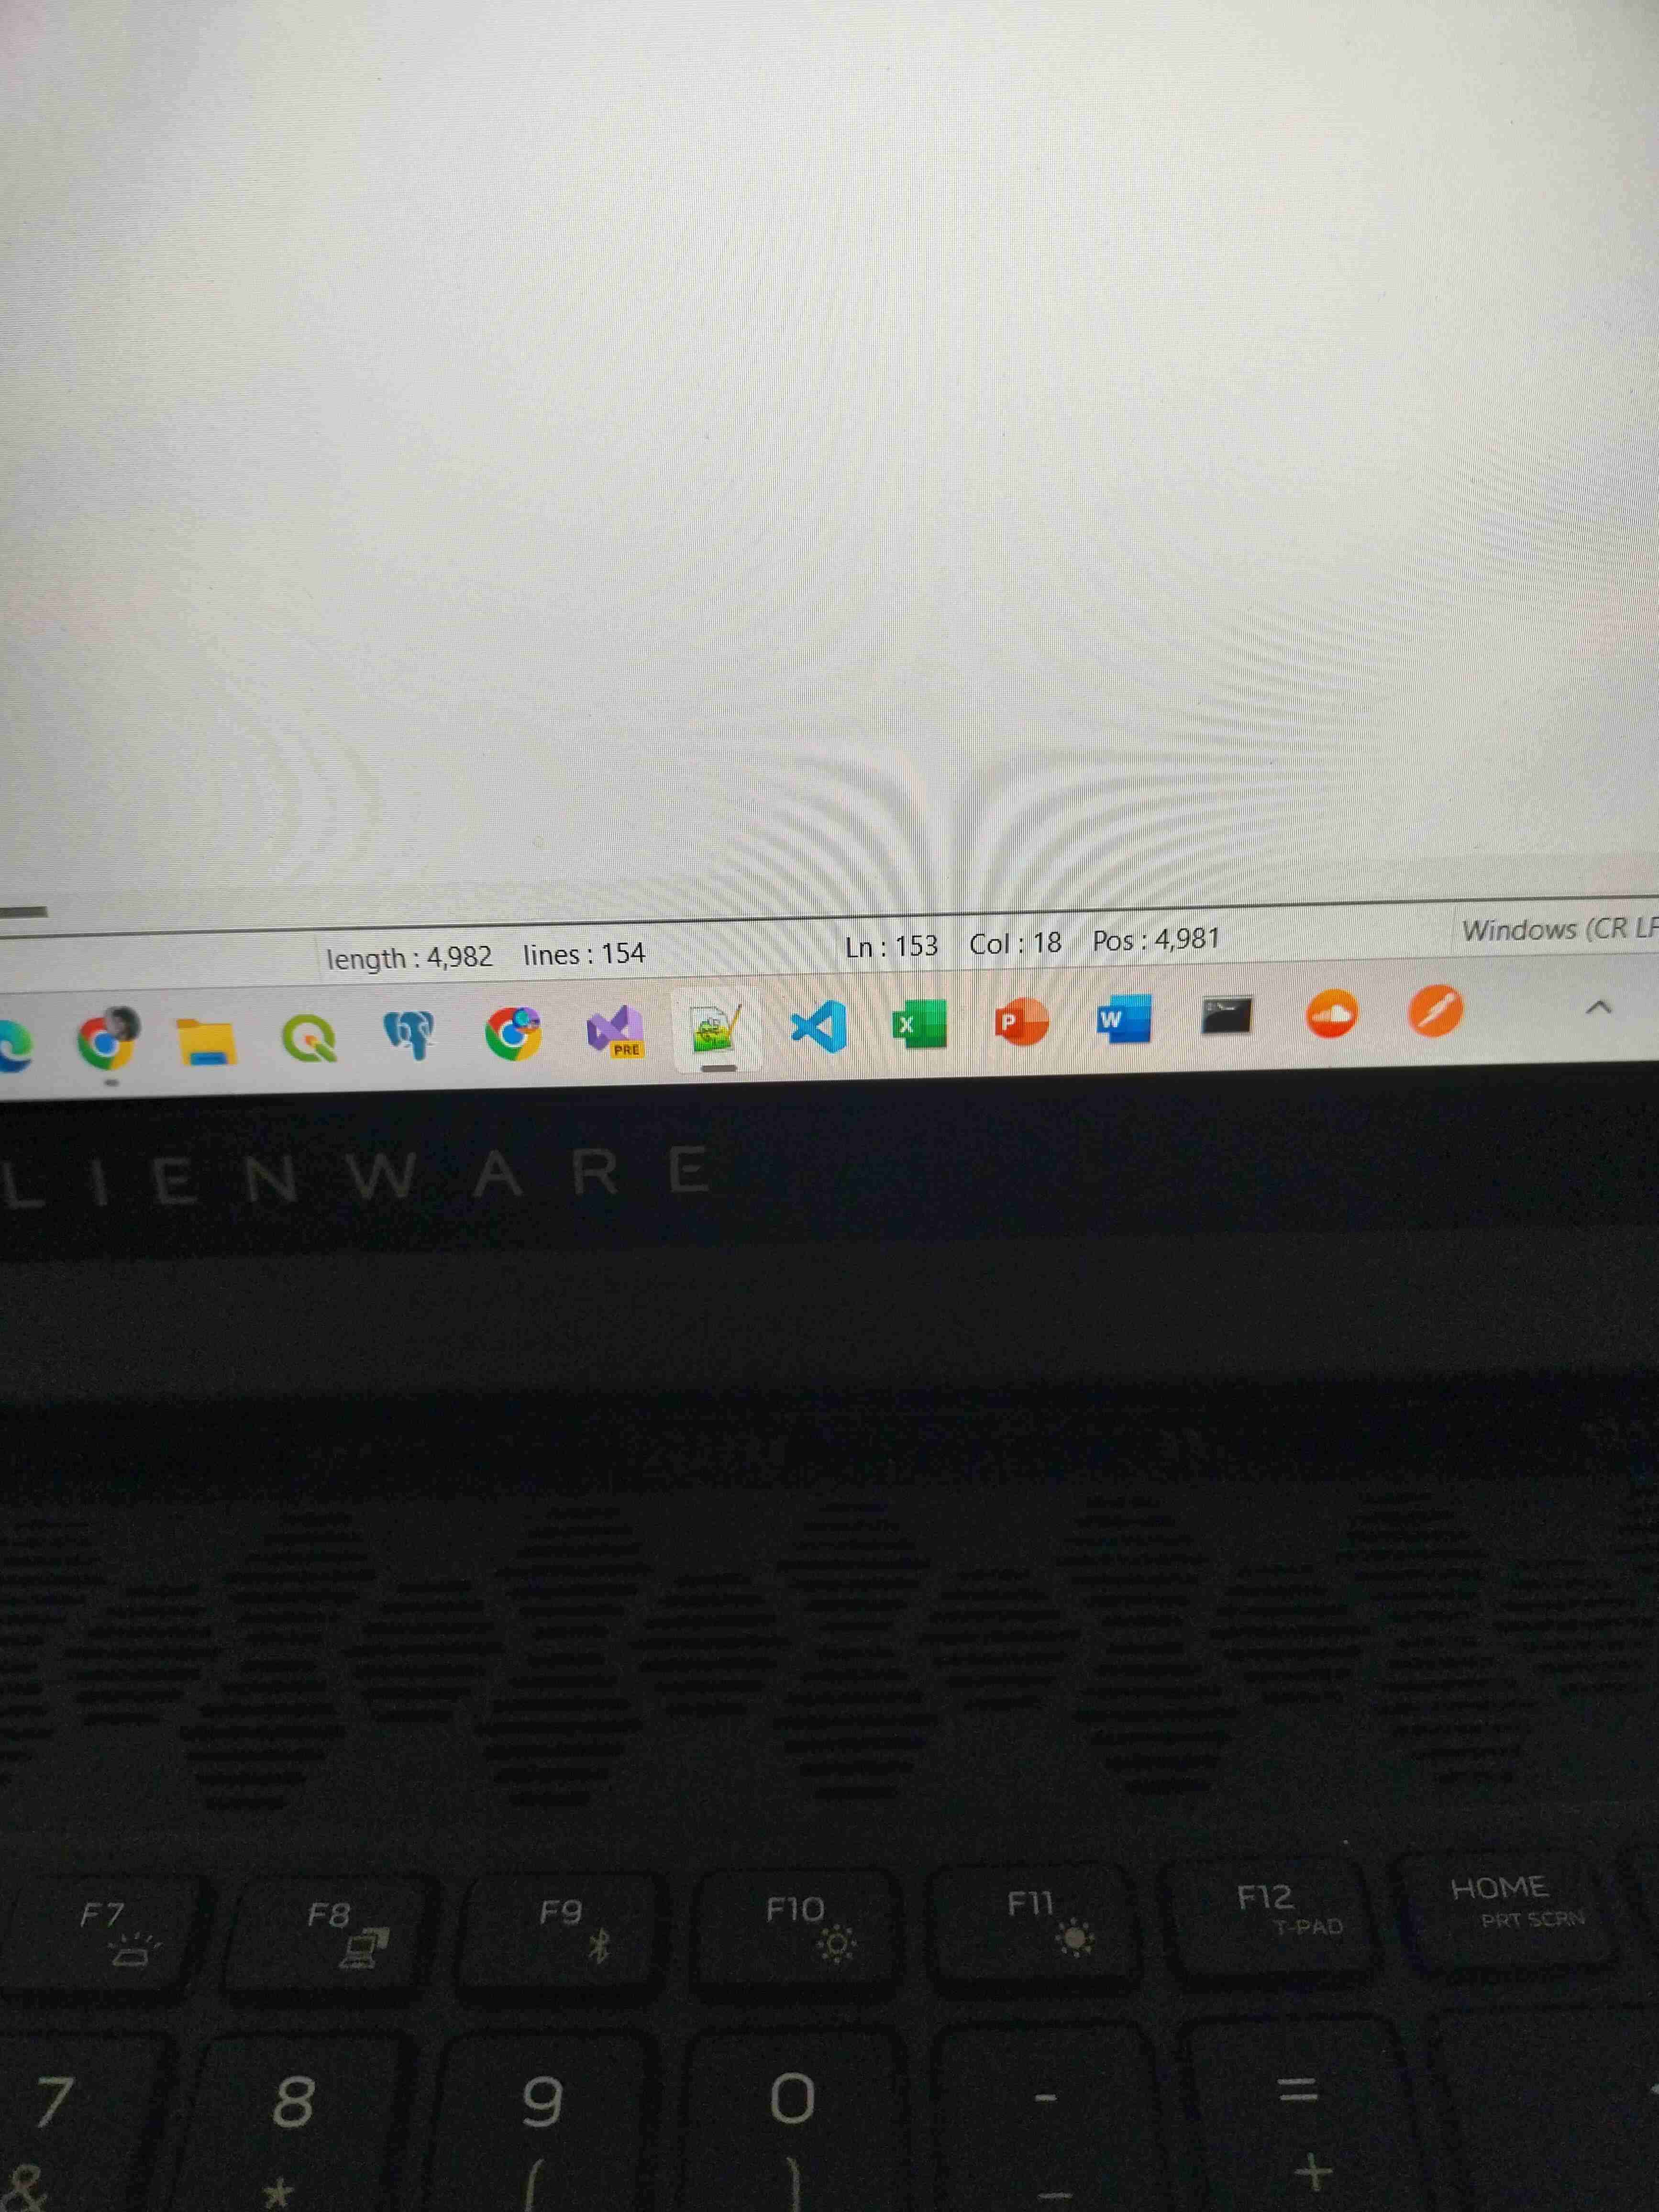 length : 4,982 lines : 154 Ln : 153 Col : 18 Pos : 4,981 Windows (CR LF
PRE X P W
LIENWARE
F7 F8 F9 F10 F11 F12 HOME
T-PAD PRT SCRN
7 8 9 0 - =
& * ( ) _ +